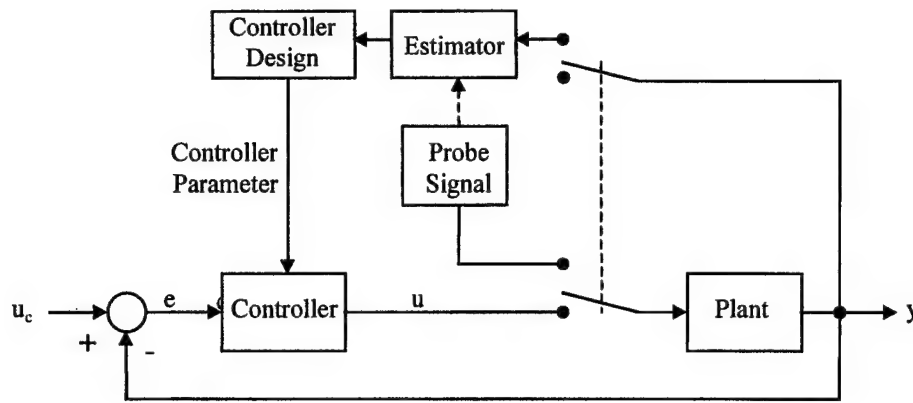 Controller
Design
Estimator
Controller
Parameter
Probe
Signal
u_c
+
-
e
Controller
u
Plant
y